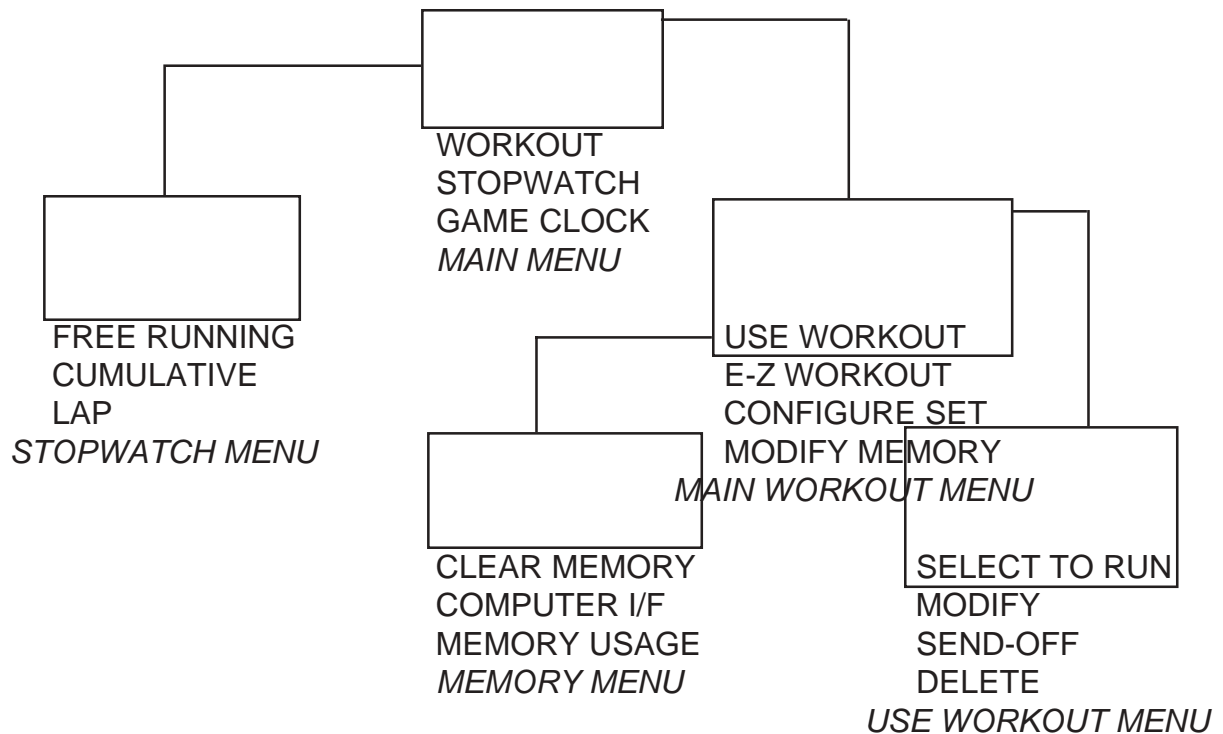 WORKOUT
STOPWATCH
GAME CLOCK
MAIN MENU
FREE RUNNING
CUMULATIVE
LAP
STOPWATCH MENU
USE WORKOUT
E-Z WORKOUT
CONFIGURE SET
MODIFY MEMORY
MAIN WORKOUT MENU
CLEAR MEMORY
COMPUTER I/F
MEMORY USAGE
MEMORY MENU
SELECT TO RUN
MODIFY
SEND-OFF
DELETE
USE WORKOUT MENU